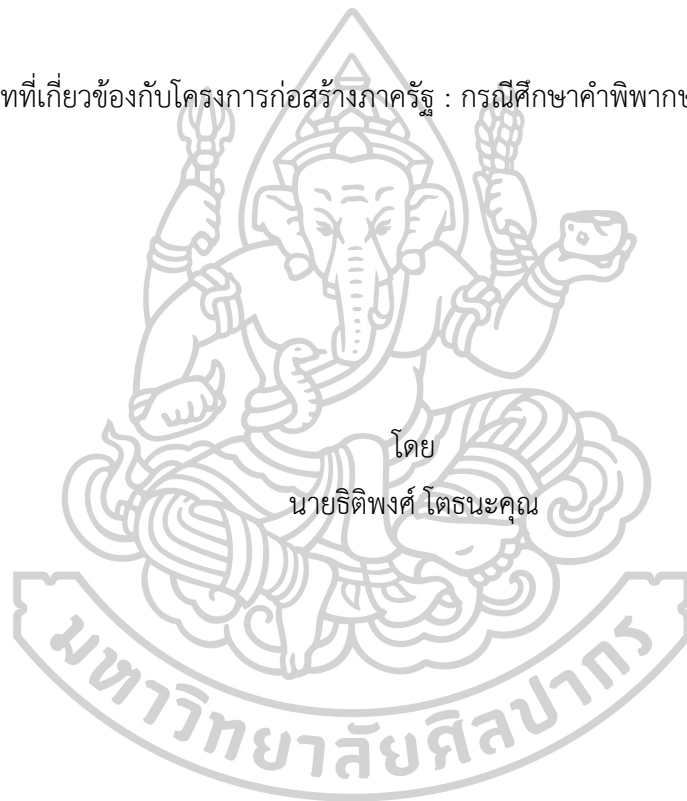 ทที่เกี่ยวข้องกับโครงการก่อสร้างภาครัฐ : กรณีศึกษาคำพิพากษ
โดย
นายธิติพงศ์ โตธนะคุณ
มหาวิทยาลัยศิลปากร